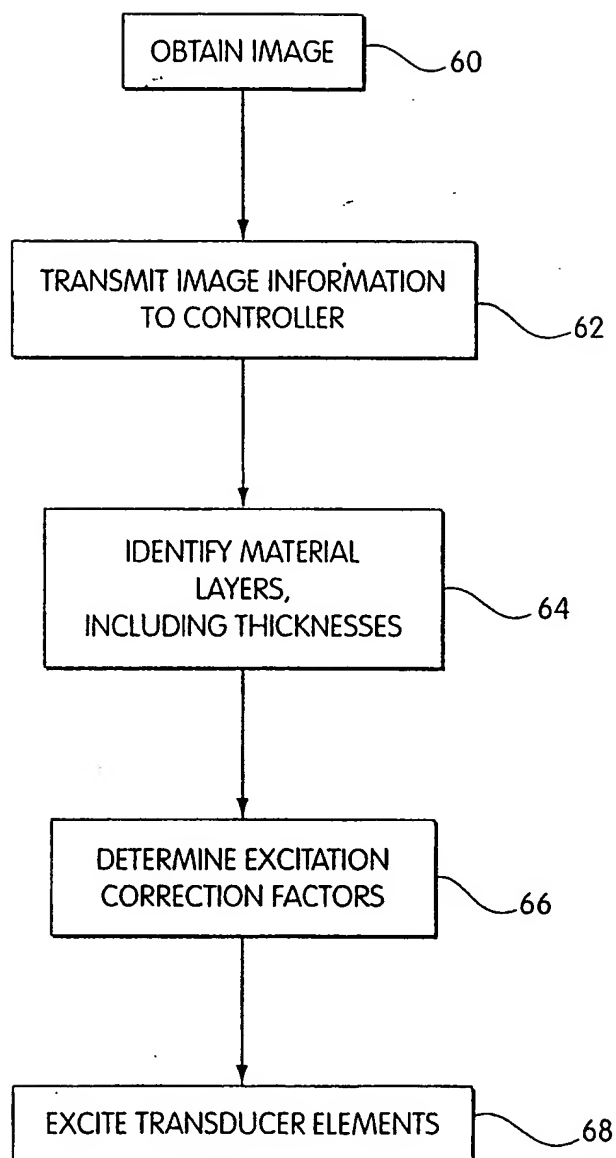 OBTAIN IMAGE
60
TRANSMIT IMAGE INFORMATION
TO CONTROLLER
62
IDENTIFY MATERIAL
LAYERS,
INCLUDING THICKNESSES
64
DETERMINE EXCITATION
CORRECTION FACTORS
66
EXCITE TRANSDUCER ELEMENTS
68